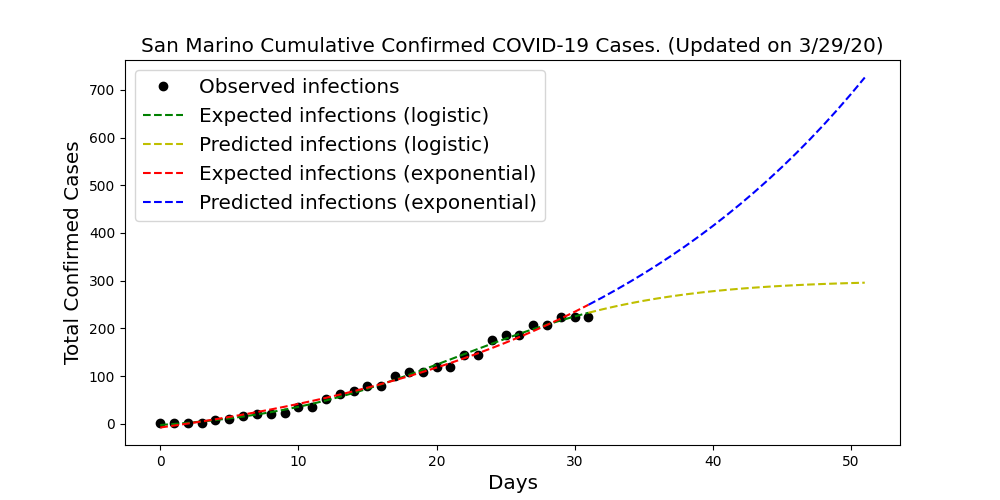 San Marino Cumulative Confirmed COVID-19 Cases. (Updated on 3/29/20)
Observed infections
Expected infections (logistic)
Predicted infections (logistic)
Expected infections (exponential)
Predicted infections (exponential)
Total Confirmed Cases
700
600
500
400
300
200
100
0
0 10 20 30 40 50
Days